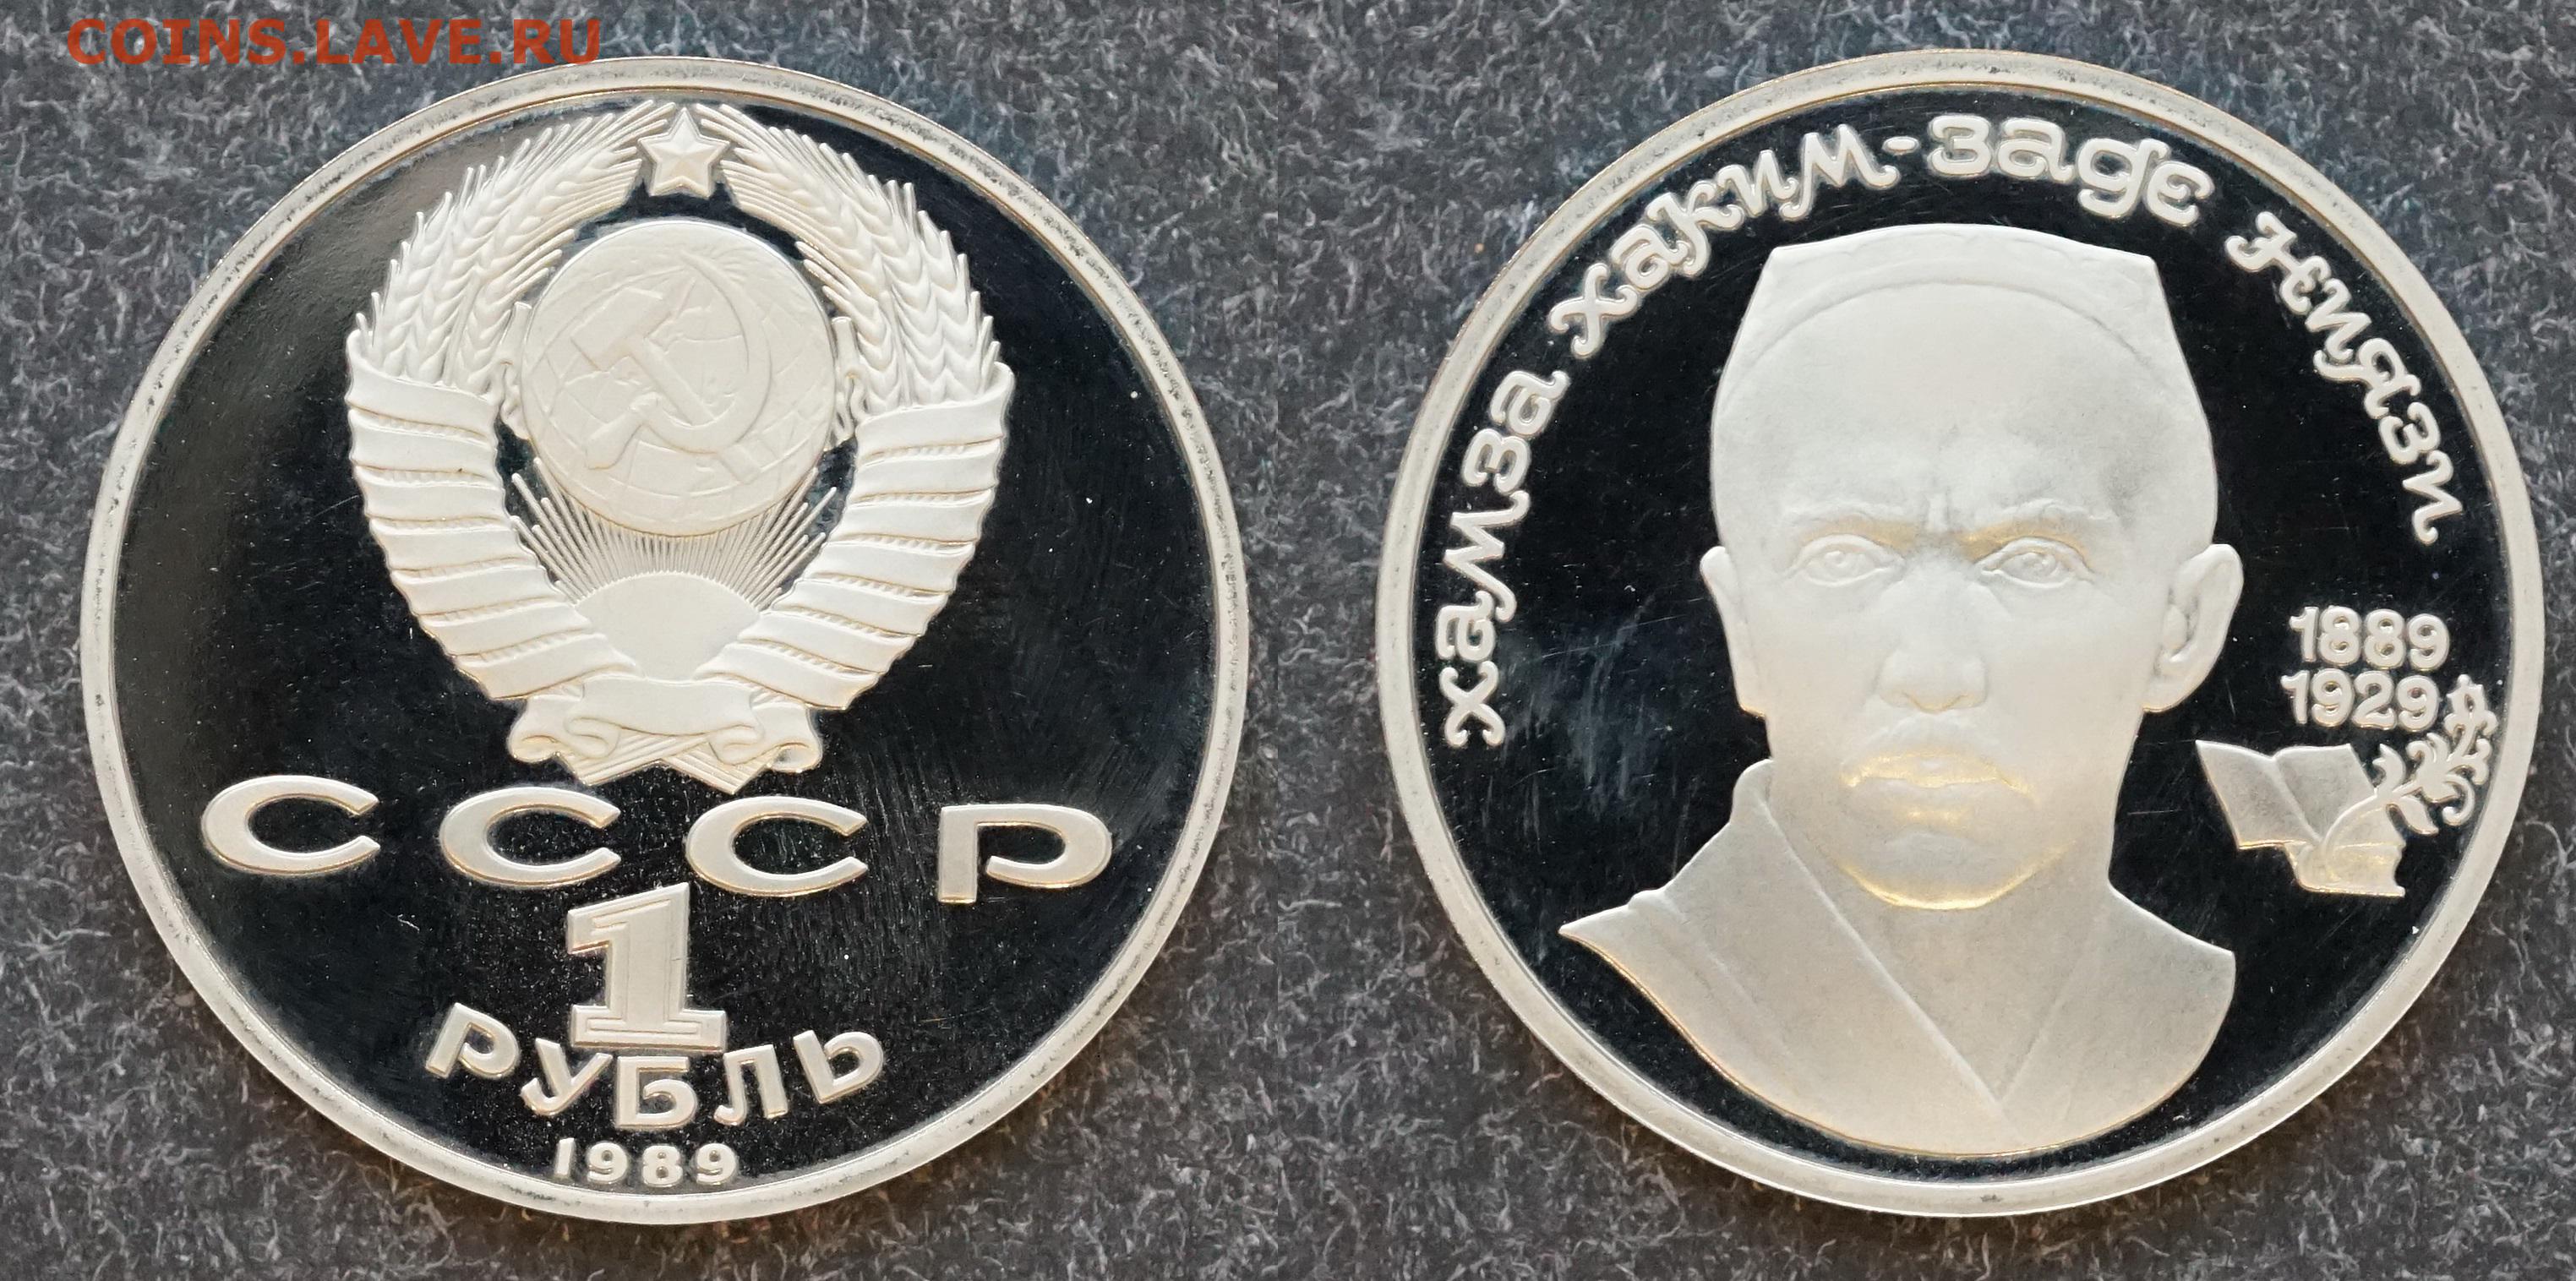 COINS.LAVE.RU
СССР
1
РУБЛЬ
1989
хамза хаким-заде ниязи
1889
1929